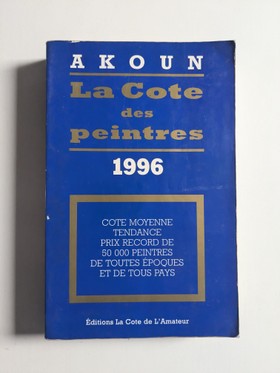 AKOUN
La Cote
des
peintres
1996
COTE MOYENNE
TENDANCE
PRIX RECORD DE
50 000 PEINTRES
DE TOUTES ÉPOQUES
ET DE TOUS PAYS
Éditions La Cote de L'Amateur